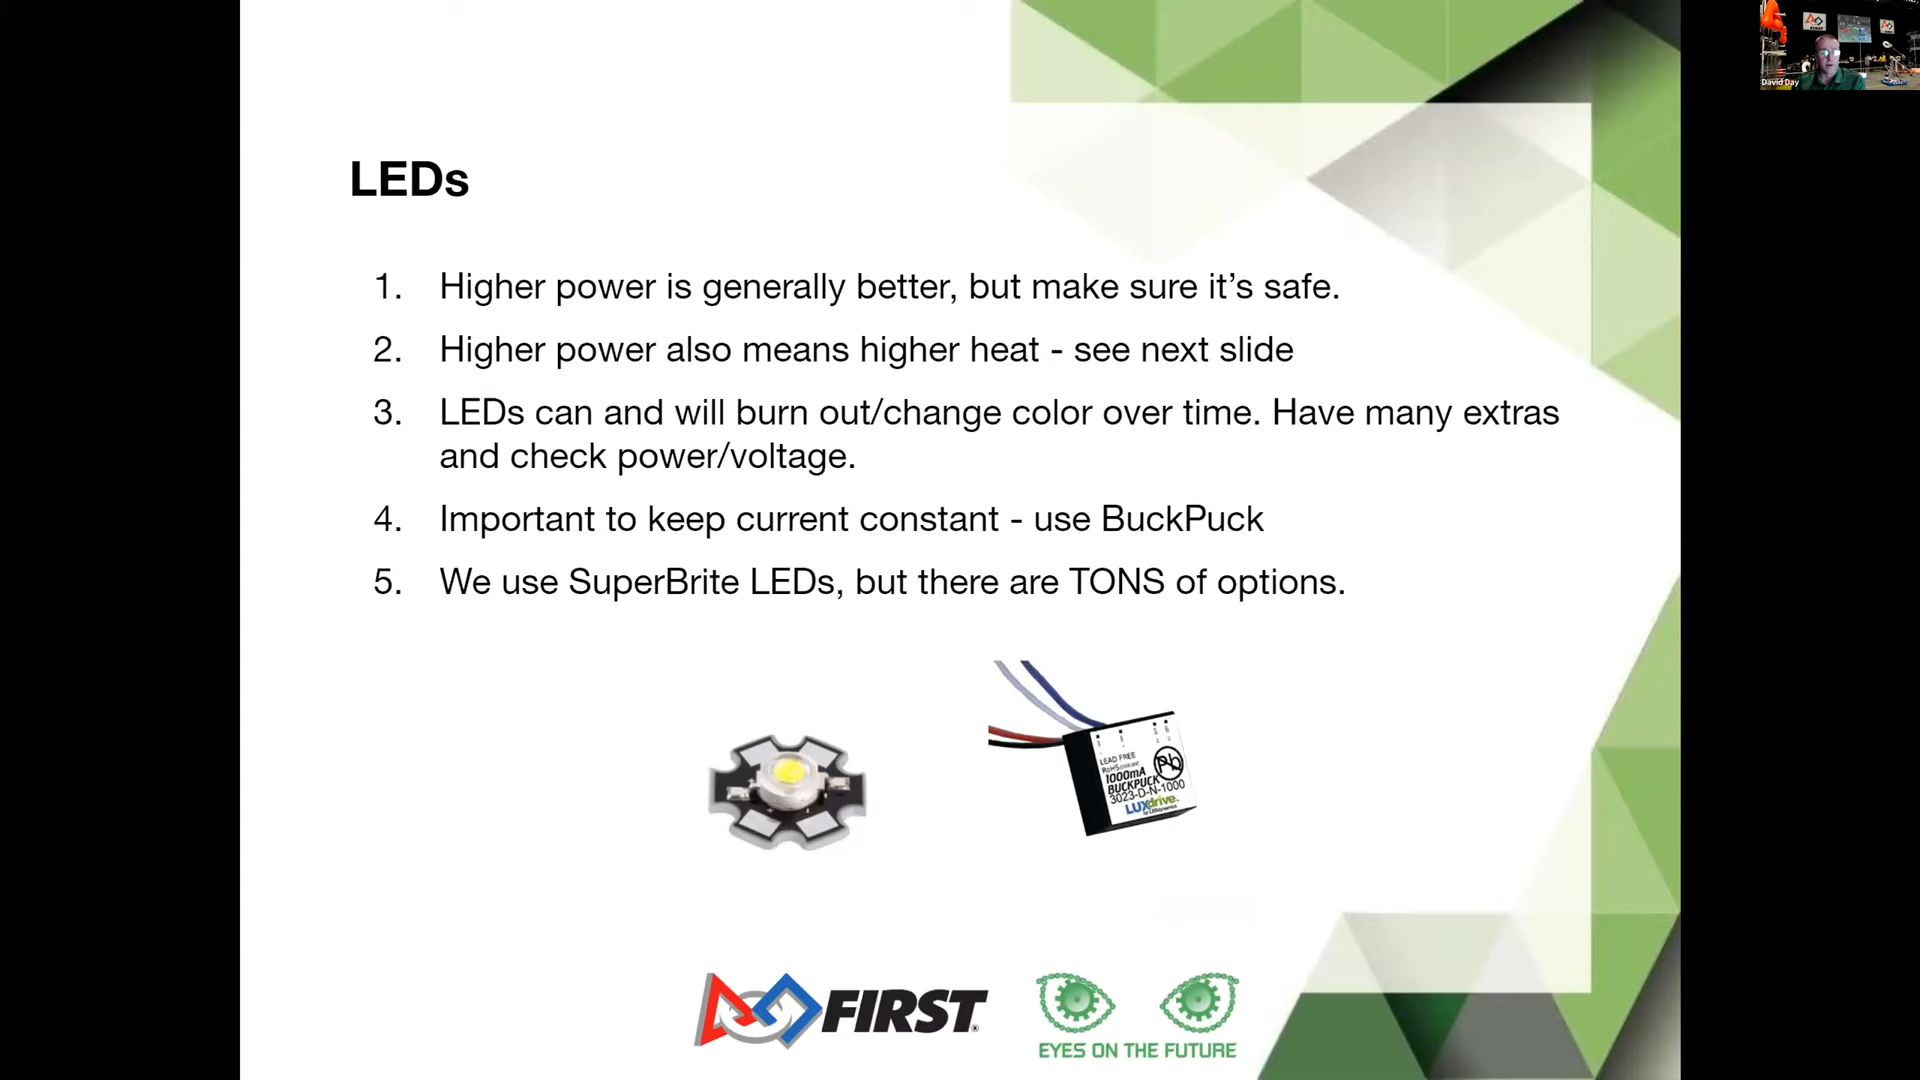 LEDs
1. Higher power is generally better, but make sure it’s safe.
2. Higher power also means higher heat - see next slide
3. LEDs can and will burn out/change color over time. Have many extras
and check power/voltage.
4. Important to keep current constant - use BuckPuck
5. We use SuperBrite LEDs, but there are TONS of options.
LEAD FREE
RoHS
Pb
1000mA
BUCKPUCK
3023-D-N-1000
LUXdrive.
FIRST
EYES ON THE FUTURE
David Day
FIRST